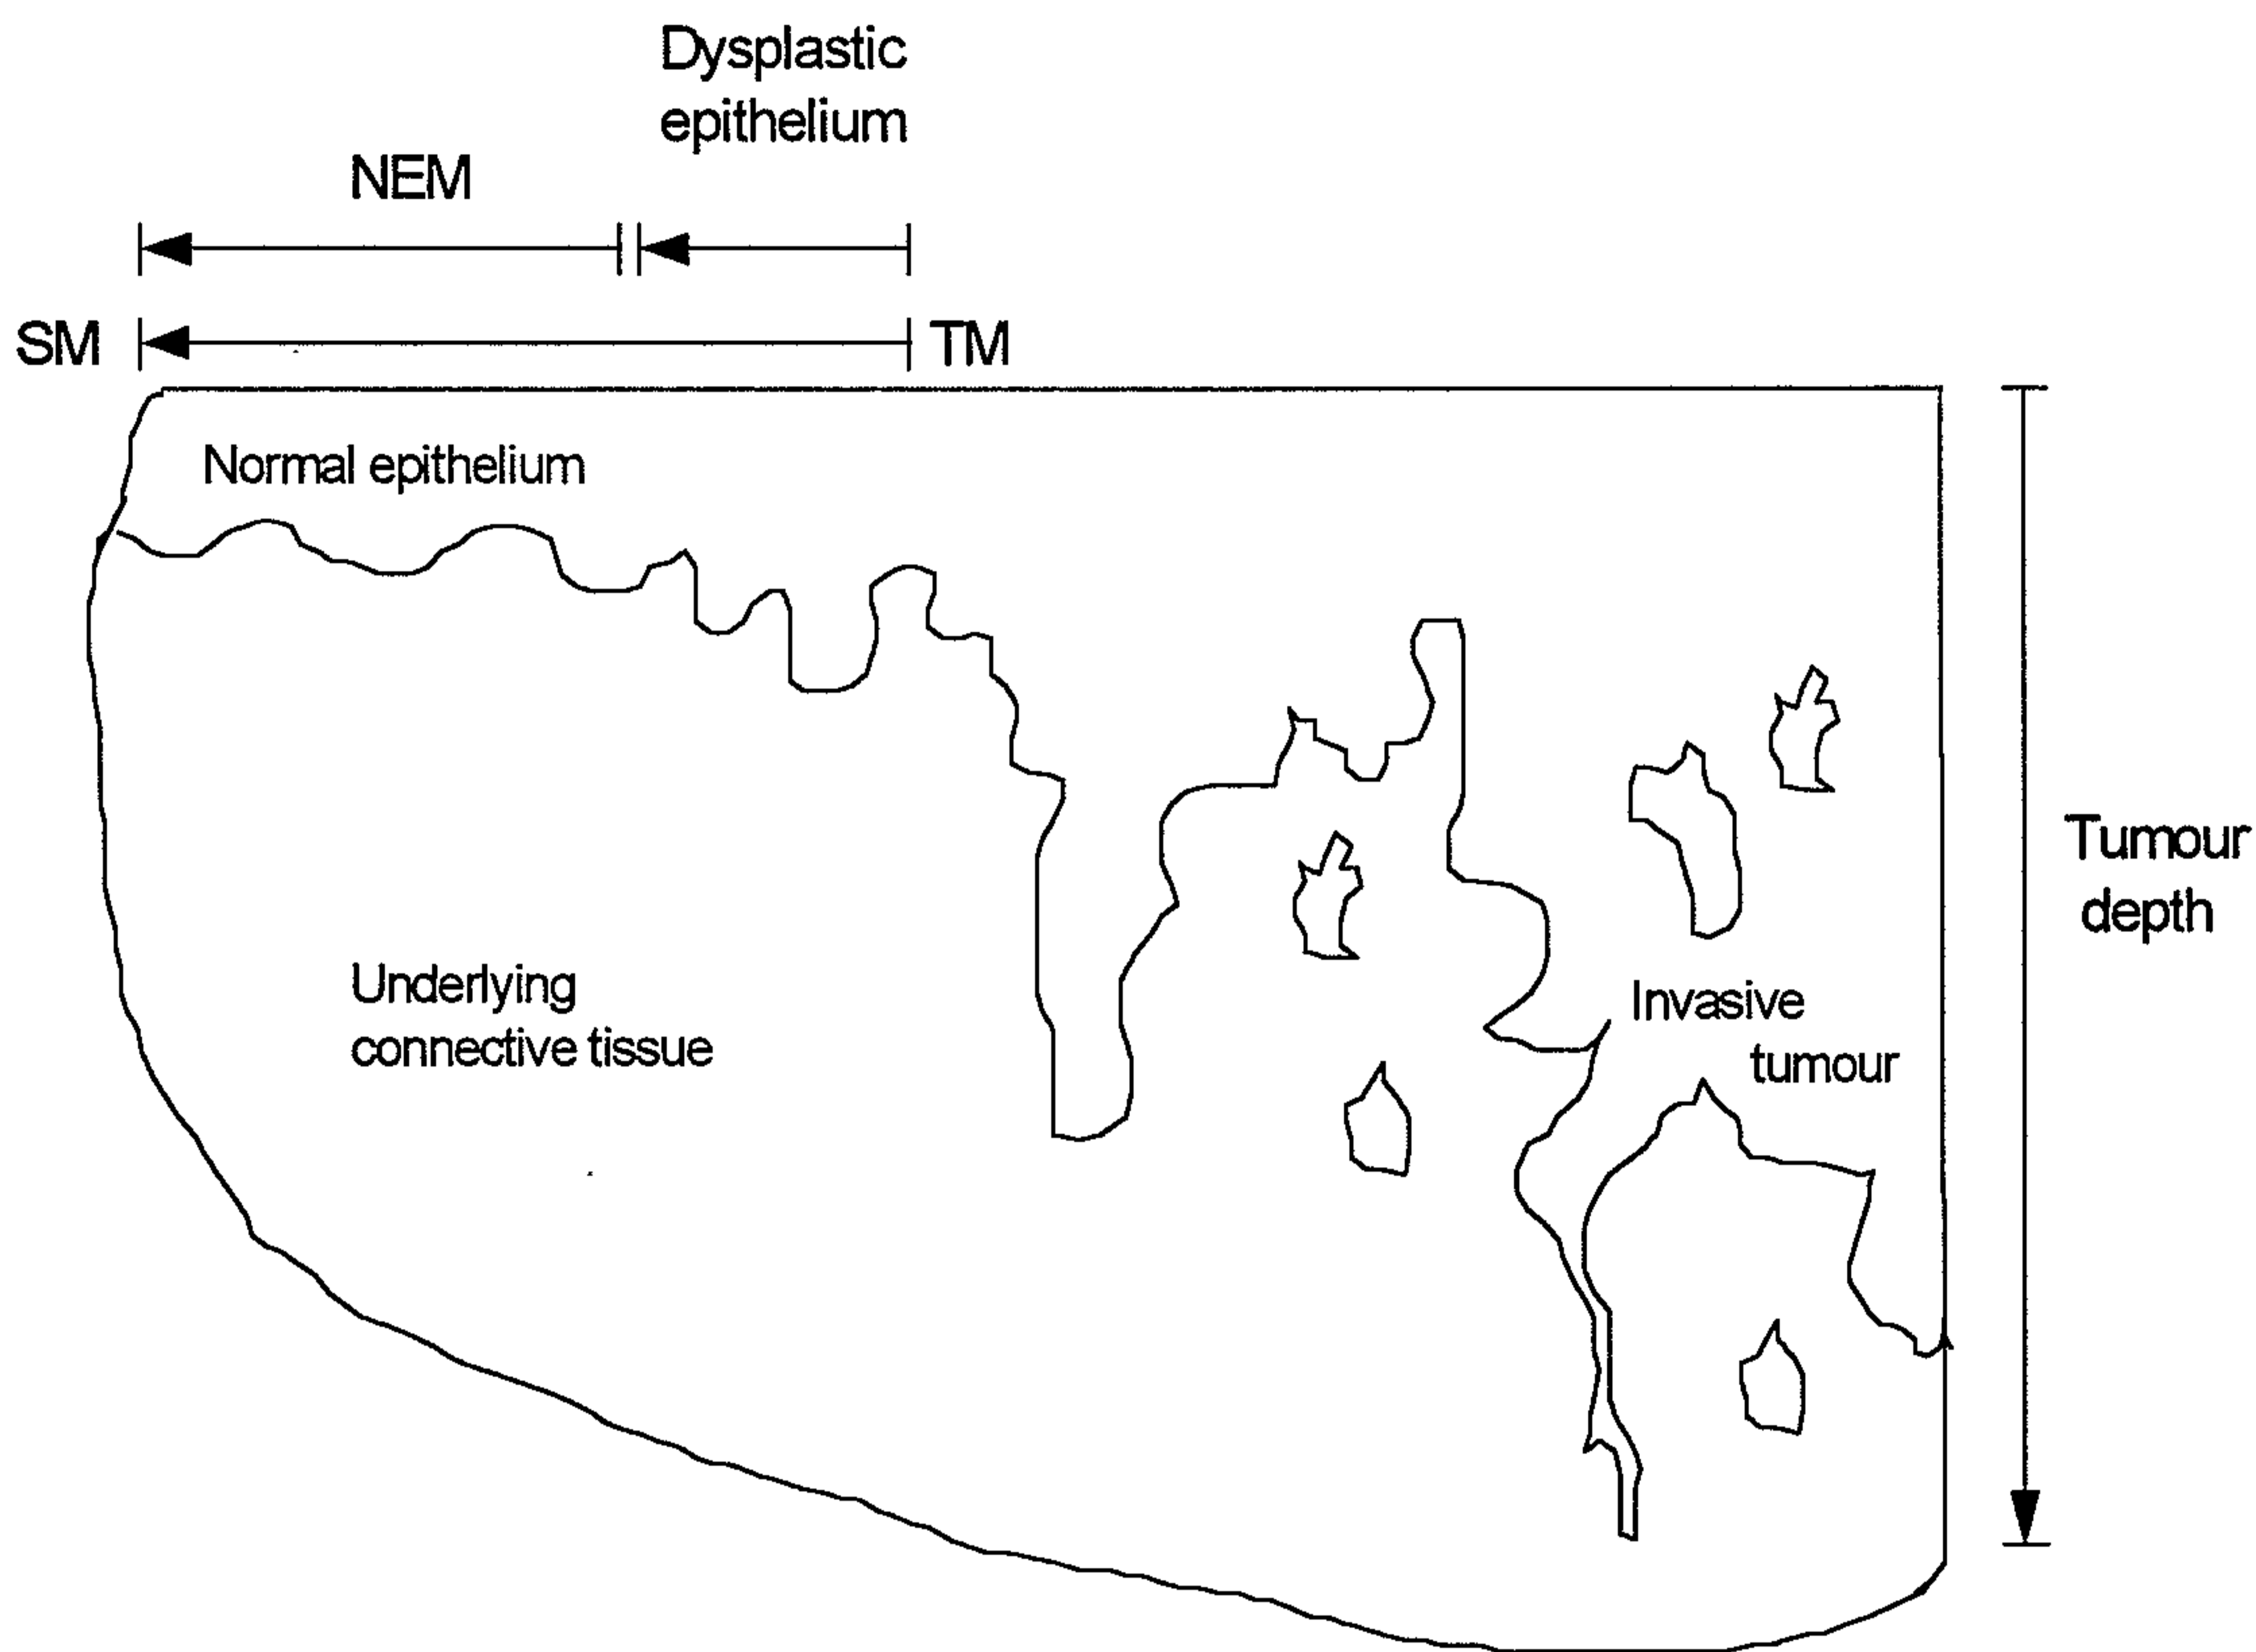 Dysplastic
epithelium
NEM
SM
TM
Normal epithelium
Tumour
depth
Underlying
connective tissue
Invasive
tumour